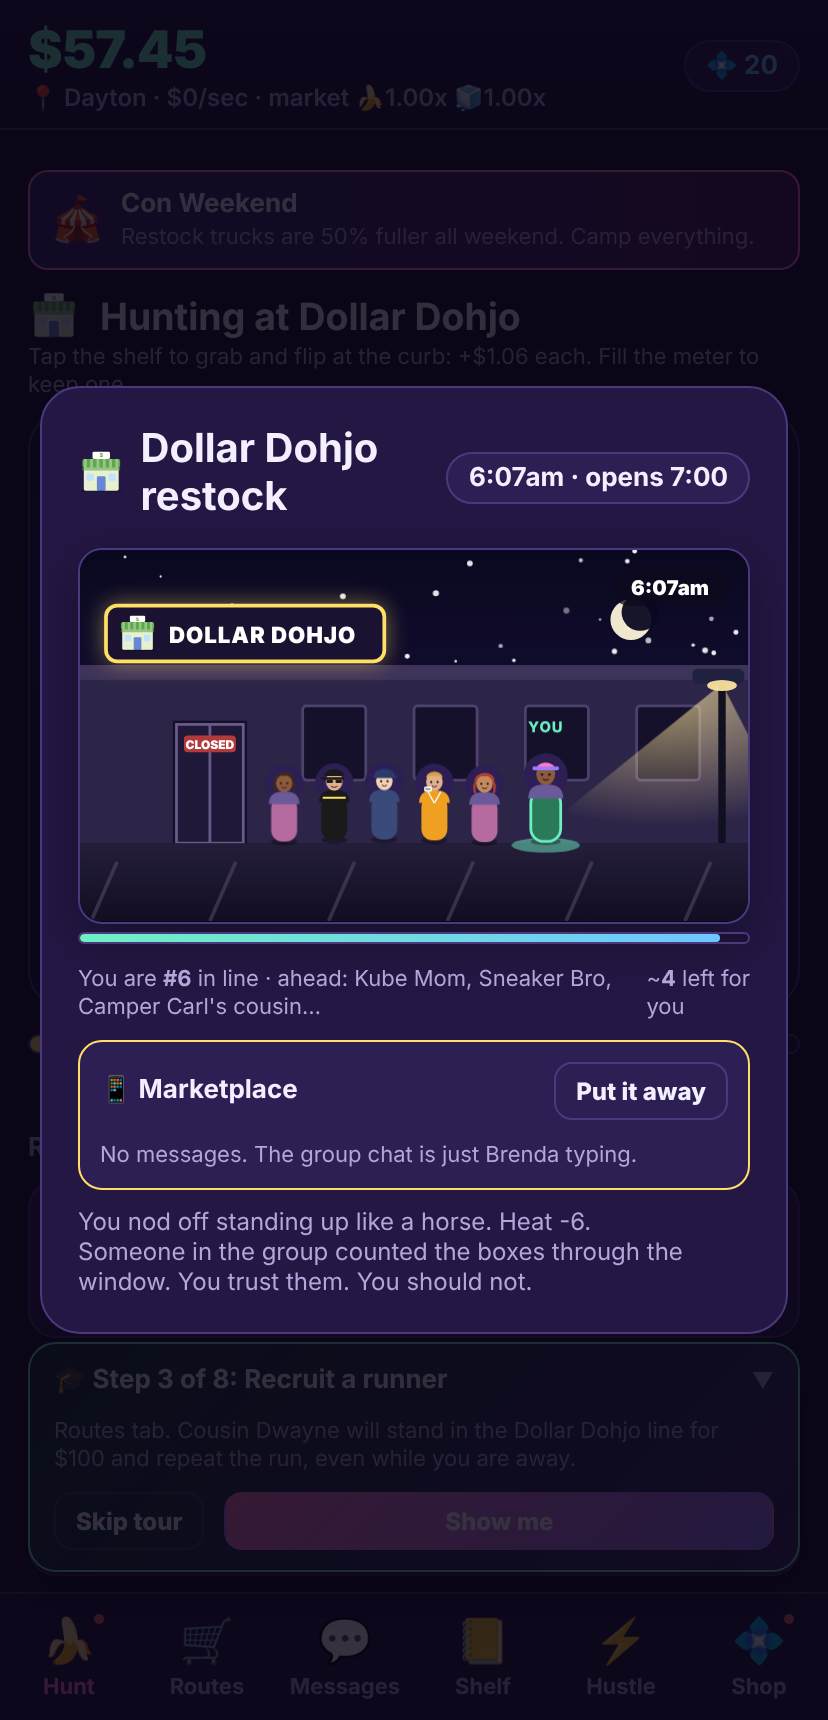 $57.45
📍 Dayton · $0/sec · market 🍌1.00x 🧊1.00x
💠 20
Con Weekend
Restock trucks are 50% fuller all weekend. Camp everything.
Hunting at Dollar Dohjo
Tap the shelf to grab and flip at the curb: +$1.06 each. Fill the meter to
keep one
Dollar Dohjo
restock
6:07am · opens 7:00
6:07am
DOLLAR DOHJO
YOU
CLOSED
You are #6 in line · ahead: Kube Mom, Sneaker Bro,
Camper Carl's cousin...
~4 left for
you
📱 Marketplace
Put it away
No messages. The group chat is just Brenda typing.
You nod off standing up like a horse. Heat -6.
Someone in the group counted the boxes through the
window. You trust them. You should not.
🎓 Step 3 of 8: Recruit a runner
▼
Routes tab. Cousin Dwayne will stand in the Dollar Dohjo line for
$100 and repeat the run, even while you are away.
Skip tour
Show me
Hunt
Routes
Messages
Shelf
Hustle
Shop